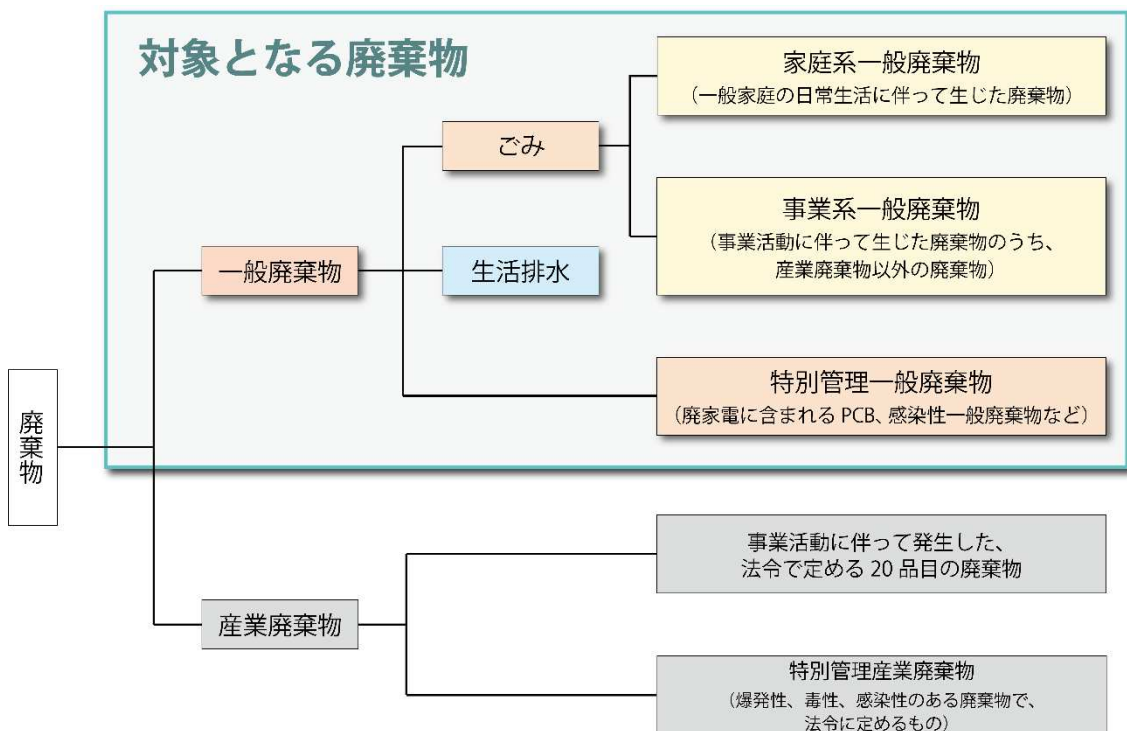 対象となる廃棄物
家庭系一般廃棄物
（一般家庭の日常生活に伴って生じた廃棄物）
ごみ
事業系一般廃棄物
（事業活動に伴って生じた廃棄物のうち、
産業廃棄物以外の廃棄物）
一般廃棄物
生活排水
特別管理一般廃棄物
（廃家電に含まれる PCB、感染性一般廃棄物など）
廃棄物
事業活動に伴って発生した、
法令で定める 20 品目の廃棄物
産業廃棄物
特別管理産業廃棄物
（爆発性、毒性、感染性のある廃棄物で、
法令に定めるもの）